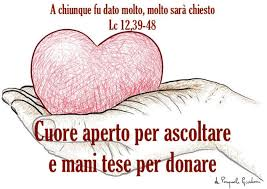 A chiunque fu dato molto, molto sarà chiesto
Lc 12,39-48
Cuore aperto per ascoltare
e mani tese per donare